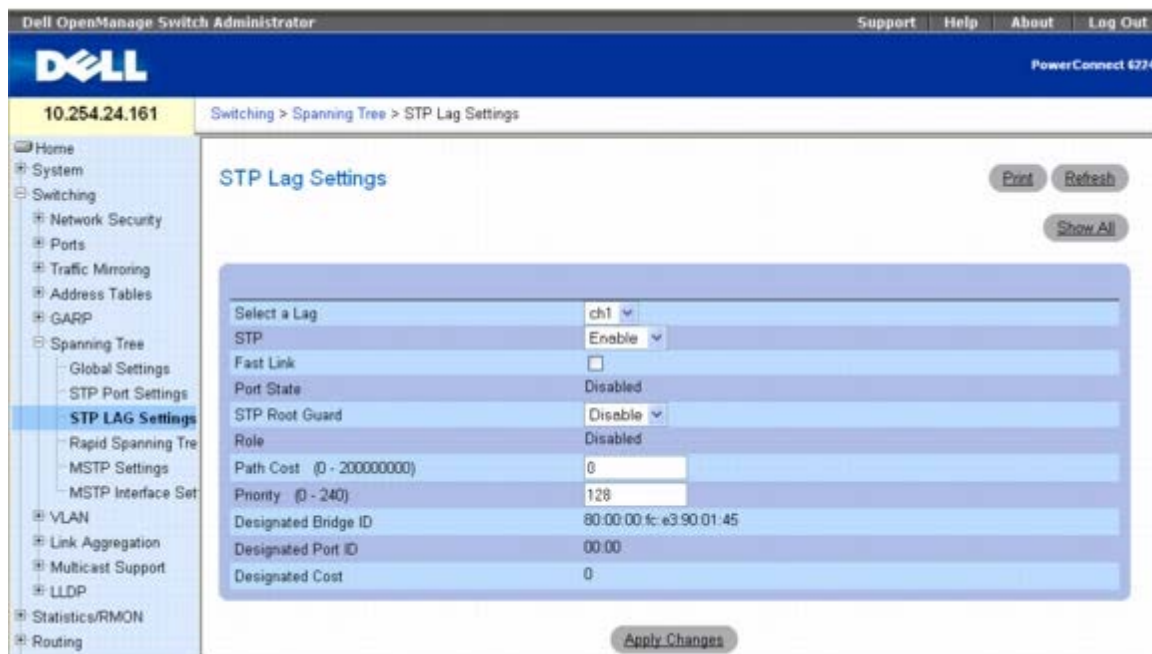 Dell OpenManage Switch Administrator
Support Help About Log Out
DELL
PowerConnect 6224
10.254.24.161
Switching > Spanning Tree > STP Lag Settings
Home
System
Switching
Network Security
Ports
Traffic Mirroring
Address Tables
GARP
Spanning Tree
Global Settings
STP Port Settings
STP LAG Settings
Rapid Spanning Tre
MSTP Settings
MSTP Interface Set
VLAN
Link Aggregation
Multicast Support
LLDP
Statistics/RMON
Routing
STP Lag Settings
Print Refresh
Show All
Select a Lag ch1
STP Enable
Fast Link
Port State Disabled
STP Root Guard Disable
Role Disabled
Path Cost (0 - 200000000) 0
Priority (0 - 240) 128
Designated Bridge ID 80:00:00:fc:e3:90:01:45
Designated Port ID 00:00
Designated Cost 0
Apply Changes